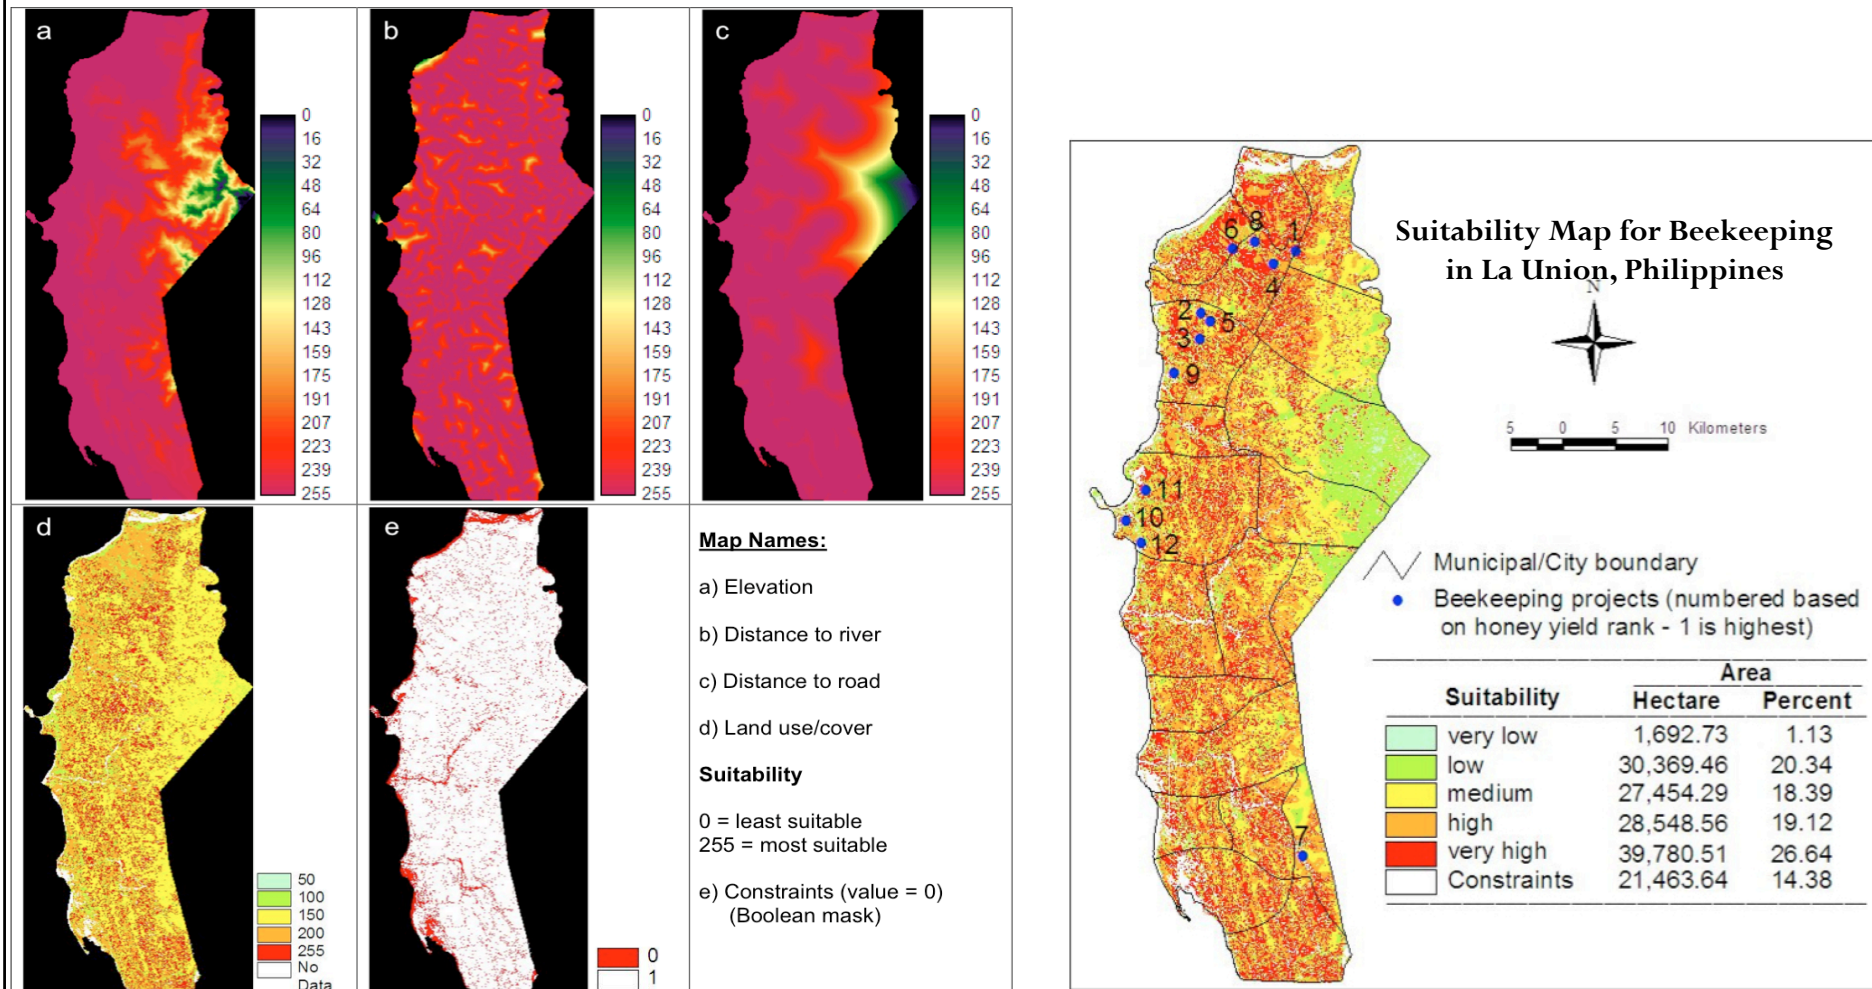 a
0
16
32
48
64
80
96
112
128
143
159
175
191
207
223
239
255
b
0
16
32
48
64
80
96
112
128
143
159
175
191
207
223
239
255
c
0
16
32
48
64
80
96
112
128
143
159
175
191
207
223
239
255
d
50
100
150
200
255
No
Data
e
0
1
Map Names:
a) Elevation
b) Distance to river
c) Distance to road
d) Land use/cover
Suitability
0 = least suitable
255 = most suitable
e) Constraints (value = 0)
(Boolean mask)
Suitability Map for Beekeeping
in La Union, Philippines
N
5 0 5 10 Kilometers
8
6
1
4
2
5
3
9
11
10
12
7
Municipal/City boundary
Beekeeping projects (numbered based
on honey yield rank - 1 is highest)
Area
Suitability Hectare Percent
very low 1,692.73 1.13
low 30,369.46 20.34
medium 27,454.29 18.39
high 28,548.56 19.12
very high 39,780.51 26.64
Constraints 21,463.64 14.38